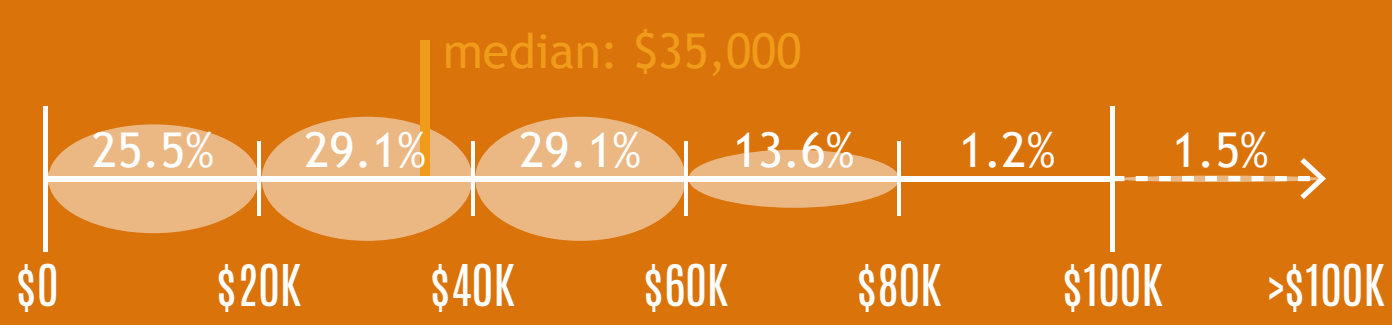 median: $35,000
25.5% 29.1% 29.1% 13.6% 1.2% 1.5%
$0 $20K $40K $60K $80K $100K >$100K